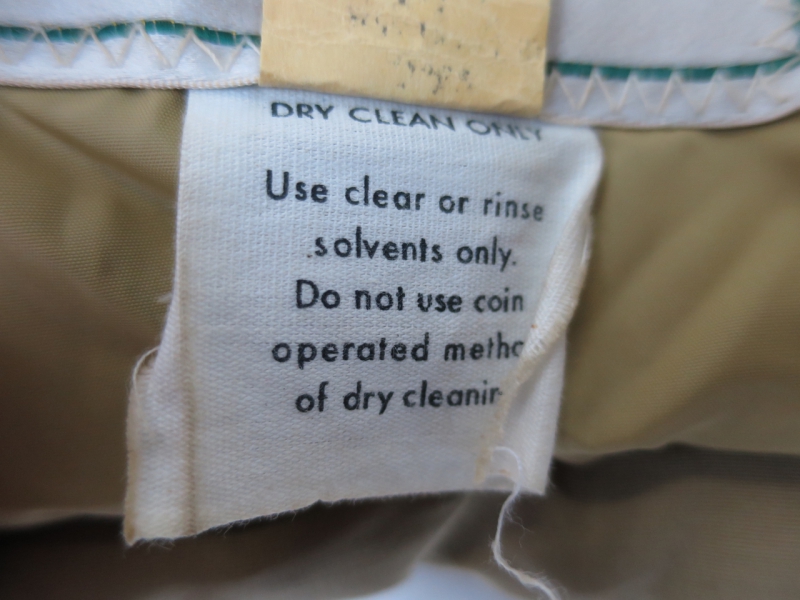 DRY CLEAN ONLY
Use clear or rinse
solvents only.
Do not use coin
operated metho
of dry cleanin